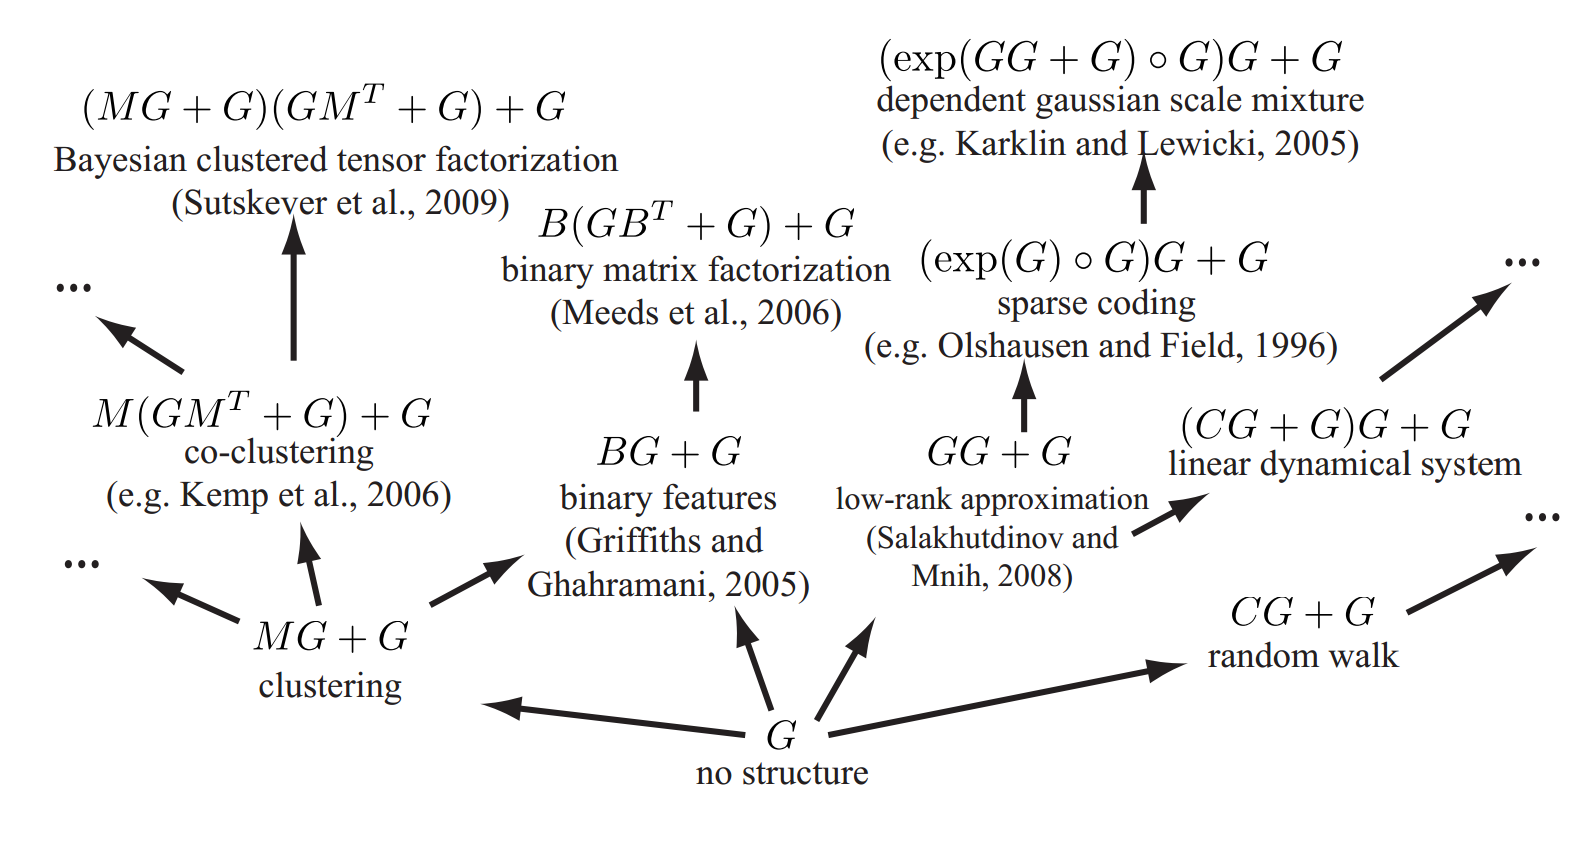 (exp(GG + G) ∘ G)G + G
dependent gaussian scale mixture
(e.g. Karklin and Lewicki, 2005)
(MG + G)(GM^T + G) + G
Bayesian clustered tensor factorization
(Sutskever et al., 2009)
B(GB^T + G) + G
binary matrix factorization
(Meeds et al., 2006)
(exp(G) ∘ G)G + G
sparse coding
(e.g. Olshausen and Field, 1996)
...
...
M(GM^T + G) + G
co-clustering
(e.g. Kemp et al., 2006)
BG + G
binary features
(Griffiths and
Ghahramani, 2005)
GG + G
low-rank approximation
(Salakhutdinov and
Mnih, 2008)
(CG + G)G + G
linear dynamical system
...
...
MG + G
clustering
CG + G
random walk
G
no structure